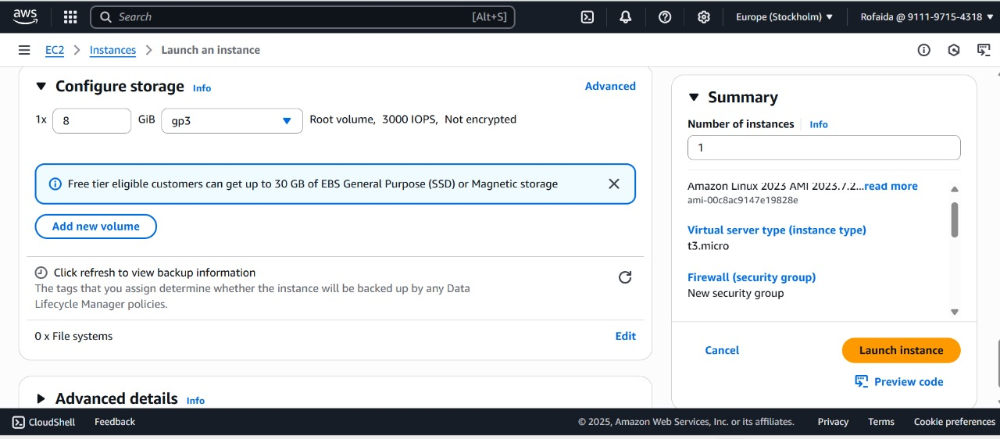 aws
Search [Alt+S]
Europe (Stockholm)
Rofaida @ 9111-9715-4318
EC2 > Instances > Launch an instance
Configure storage Info
Advanced
1x 8 GiB gp3 Root volume, 3000 IOPS, Not encrypted
Free tier eligible customers can get up to 30 GB of EBS General Purpose (SSD) or Magnetic storage
Add new volume
Click refresh to view backup information
The tags that you assign determine whether the instance will be backed up by any Data
Lifecycle Manager policies.
0 x File systems
Edit
Advanced details Info
Summary
Number of instances Info
1
Amazon Linux 2023 AMI 2023.7.2...read more
ami-00c8ac9147e19828e
Virtual server type (instance type)
t3.micro
Firewall (security group)
New security group
Cancel
Launch instance
Preview code
CloudShell Feedback
© 2025, Amazon Web Services, Inc. or its affiliates. Privacy Terms Cookie preferences